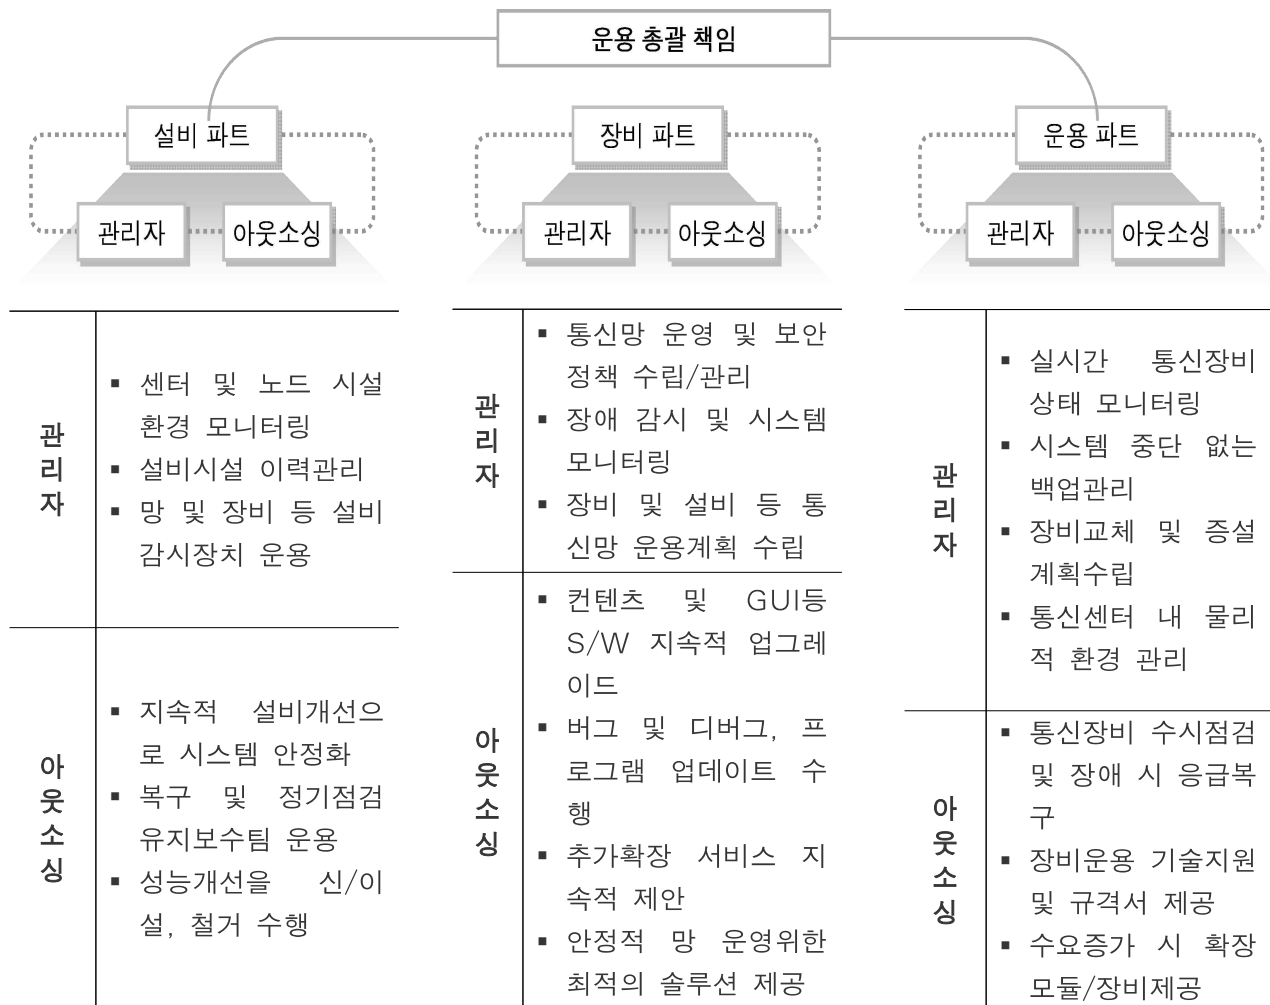 운용 총괄 책임
설비 파트
관리자
아웃소싱
장비 파트
관리자
아웃소싱
운용 파트
관리자
아웃소싱
관
리
자
▪ 센터 및 노드 시설
환경 모니터링
▪ 설비시설 이력관리
▪ 망 및 장비 등 설비
감시장치 운용
아
웃
소
싱
▪ 지속적 설비개선으
로 시스템 안정화
▪ 복구 및 정기점검
유지보수팀 운용
▪ 성능개선을 신/이
설, 철거 수행
관
리
자
▪ 통신망 운영 및 보안
정책 수립/관리
▪ 장애 감시 및 시스템
모니터링
▪ 장비 및 설비 등 통
신망 운용계획 수립
아
웃
소
싱
▪ 컨텐츠 및 GUI등
S/W 지속적 업그레
이드
▪ 버그 및 디버그, 프
로그램 업데이트 수
행
▪ 추가확장 서비스 지
속적 제안
▪ 안정적 망 운영위한
최적의 솔루션 제공
관
리
자
▪ 실시간 통신장비
상태 모니터링
▪ 시스템 중단 없는
백업관리
▪ 장비교체 및 증설
계획수립
▪ 통신센터 내 물리
적 환경 관리
아
웃
소
싱
▪ 통신장비 수시점검
및 장애 시 응급복
구
▪ 장비운용 기술지원
및 규격서 제공
▪ 수요증가 시 확장
모듈/장비제공